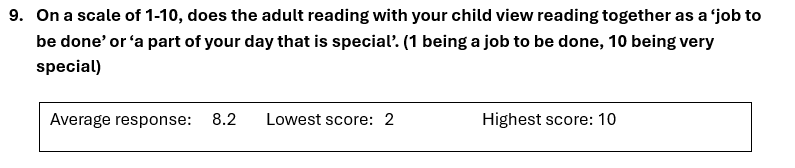 9. On a scale of 1-10, does the adult reading with your child view reading together as a ‘job to
be done’ or ‘a part of your day that is special’. (1 being a job to be done, 10 being very
special)
Average response: 8.2 Lowest score: 2 Highest score: 10